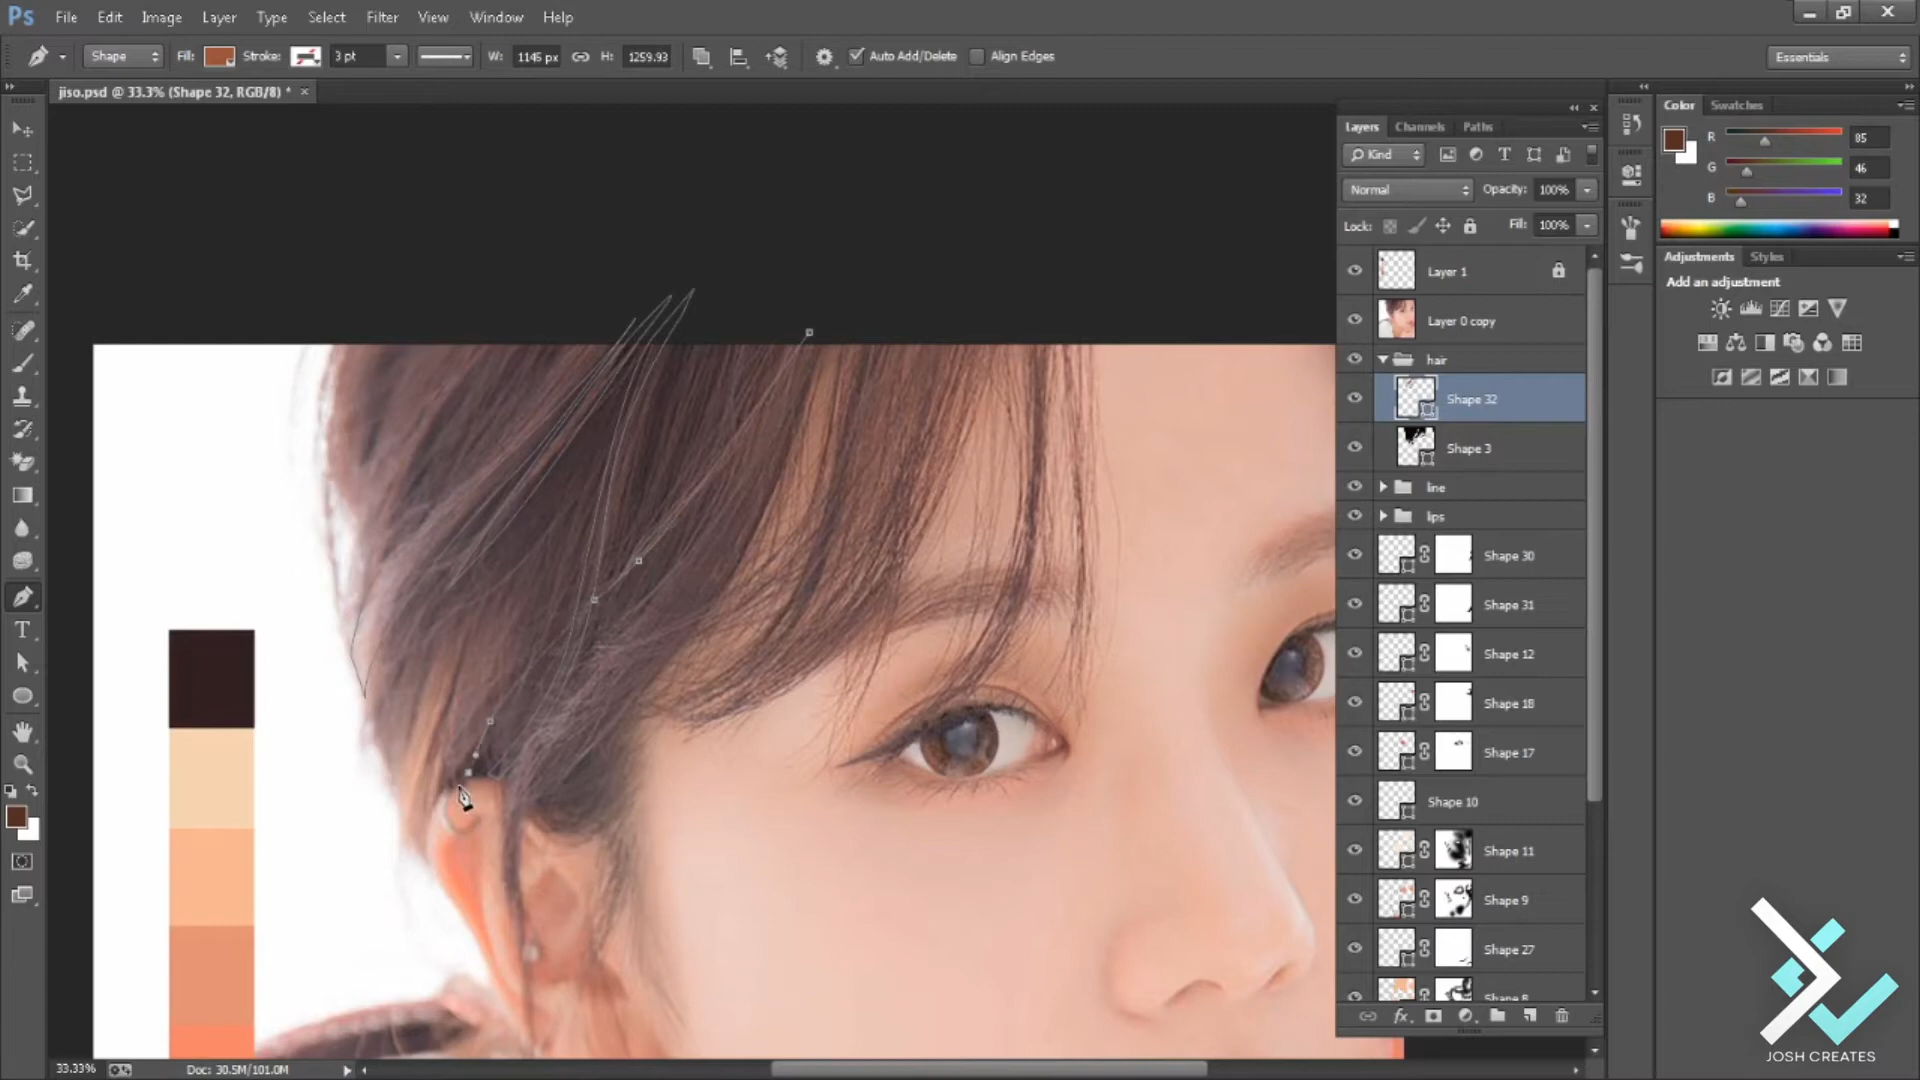 Ps File Edit Image Layer Type Select Filter View Window Help
Shape Fill: Stroke: 3 pt W: 1145 px H: 1259.93 Auto Add/Delete Align Edges Essentials
jiso.psd @ 33.3% (Shape 32, RGB/8) * ×
Layers Channels Paths
Kind
Normal Opacity: 100%
Lock: Fill: 100%
Layer 1
Layer 0 copy
hair
Shape 32
Shape 3
line
lips
Shape 30
Shape 31
Shape 12
Shape 18
Shape 17
Shape 10
Shape 11
Shape 9
Shape 27
Shape 8
fx
Color Swatches
R 85
G 46
B 32
Adjustments Styles
Add an adjustment
JOSH CREATES
33.33% Doc: 30.5M/101.0M